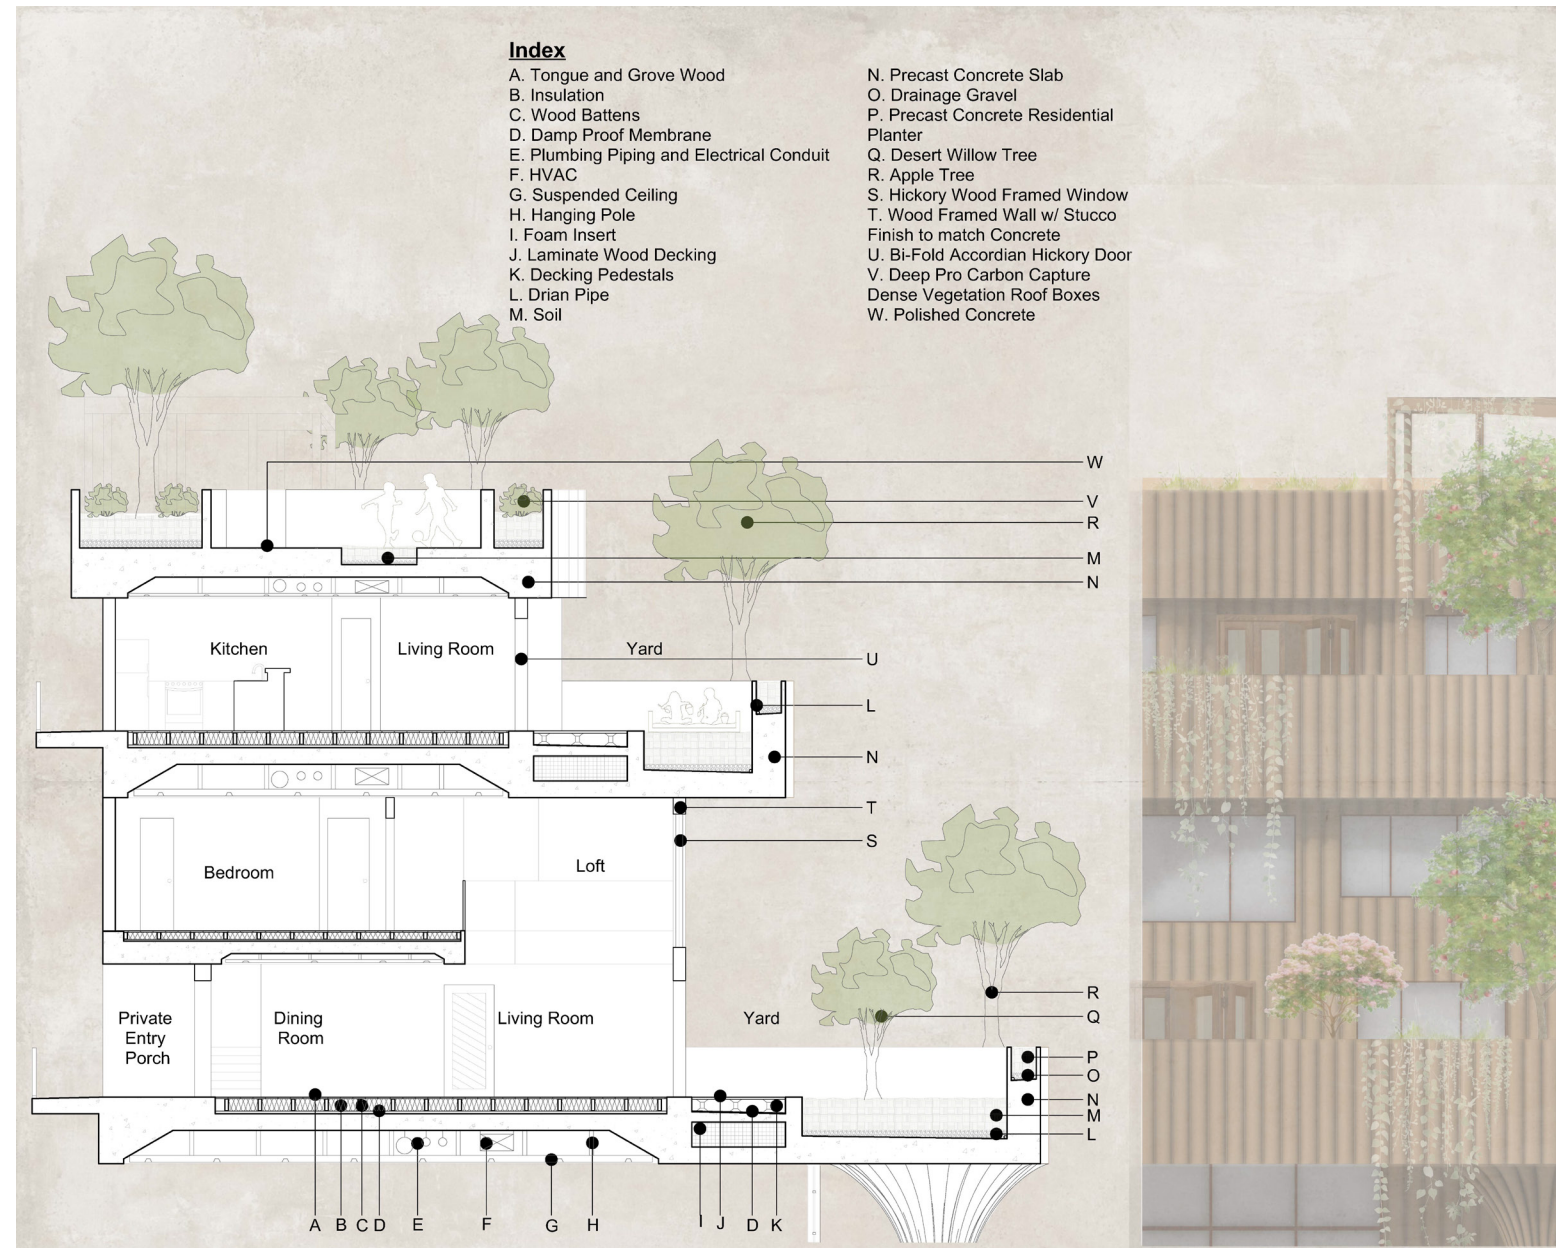 Index
A. Tongue and Grove Wood
B. Insulation
C. Wood Battens
D. Damp Proof Membrane
E. Plumbing Piping and Electrical Conduit
F. HVAC
G. Suspended Ceiling
H. Hanging Pole
I. Foam Insert
J. Laminate Wood Decking
K. Decking Pedestals
L. Drian Pipe
M. Soil
N. Precast Concrete Slab
O. Drainage Gravel
P. Precast Concrete Residential
Planter
Q. Desert Willow Tree
R. Apple Tree
S. Hickory Wood Framed Window
T. Wood Framed Wall w/ Stucco
Finish to match Concrete
U. Bi-Fold Accordian Hickory Door
V. Deep Pro Carbon Capture
Dense Vegetation Roof Boxes
W. Polished Concrete
W
V
R
M
N
Kitchen
Living Room
Yard
U
L
N
T
S
Bedroom
Loft
R
Q
Private
Entry
Porch
Dining
Room
Living Room
Yard
P
O
N
M
L
A B C D E F G H I J D K